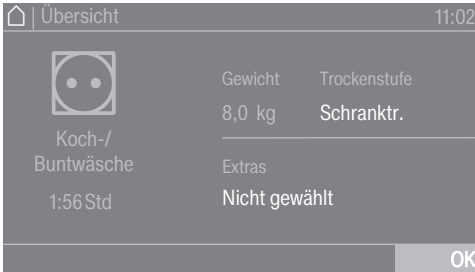 | Übersicht 11:02
Gewicht Trockenstufe
8,0 kg Schranktr.
Koch-/
Buntwäsche
1:56 Std
Extras
Nicht gewählt
OK